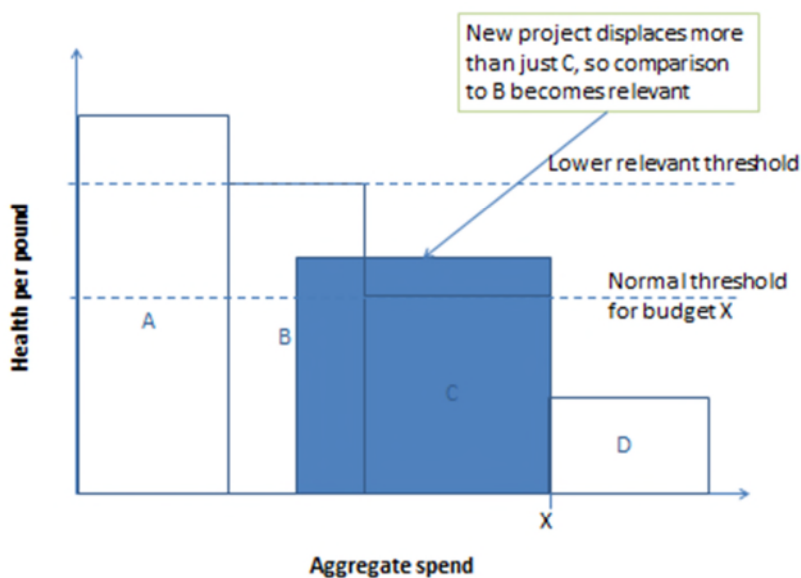 New project displaces more
than just C, so comparison
to B becomes relevant
Lower relevant threshold
Health per pound
Normal threshold
for budget X
A
B
C
D
X
Aggregate spend